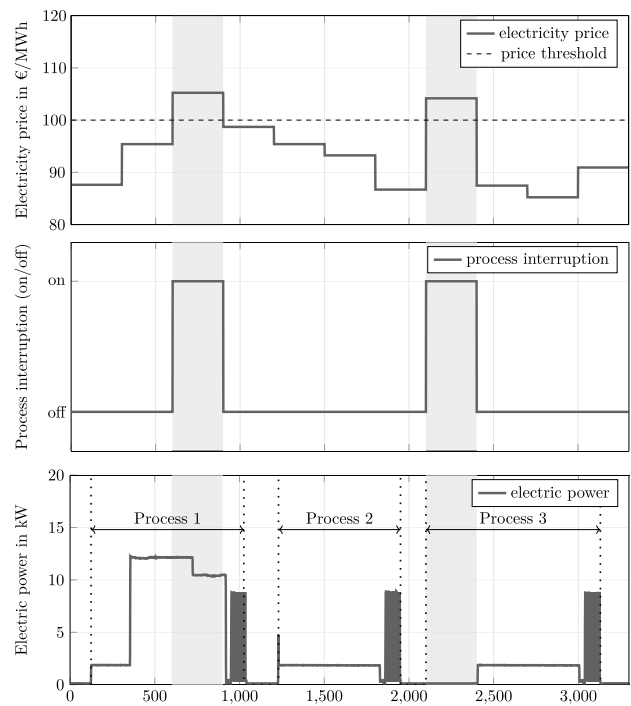 Electricity price in €/MWh
120
110
100
90
80
electricity price
price threshold
Process interruption (on/off)
on
off
process interruption
Electric power in kW
20
15
10
5
0
electric power
Process 1
Process 2
Process 3
0
500
1,000
1,500
2,000
2,500
3,000